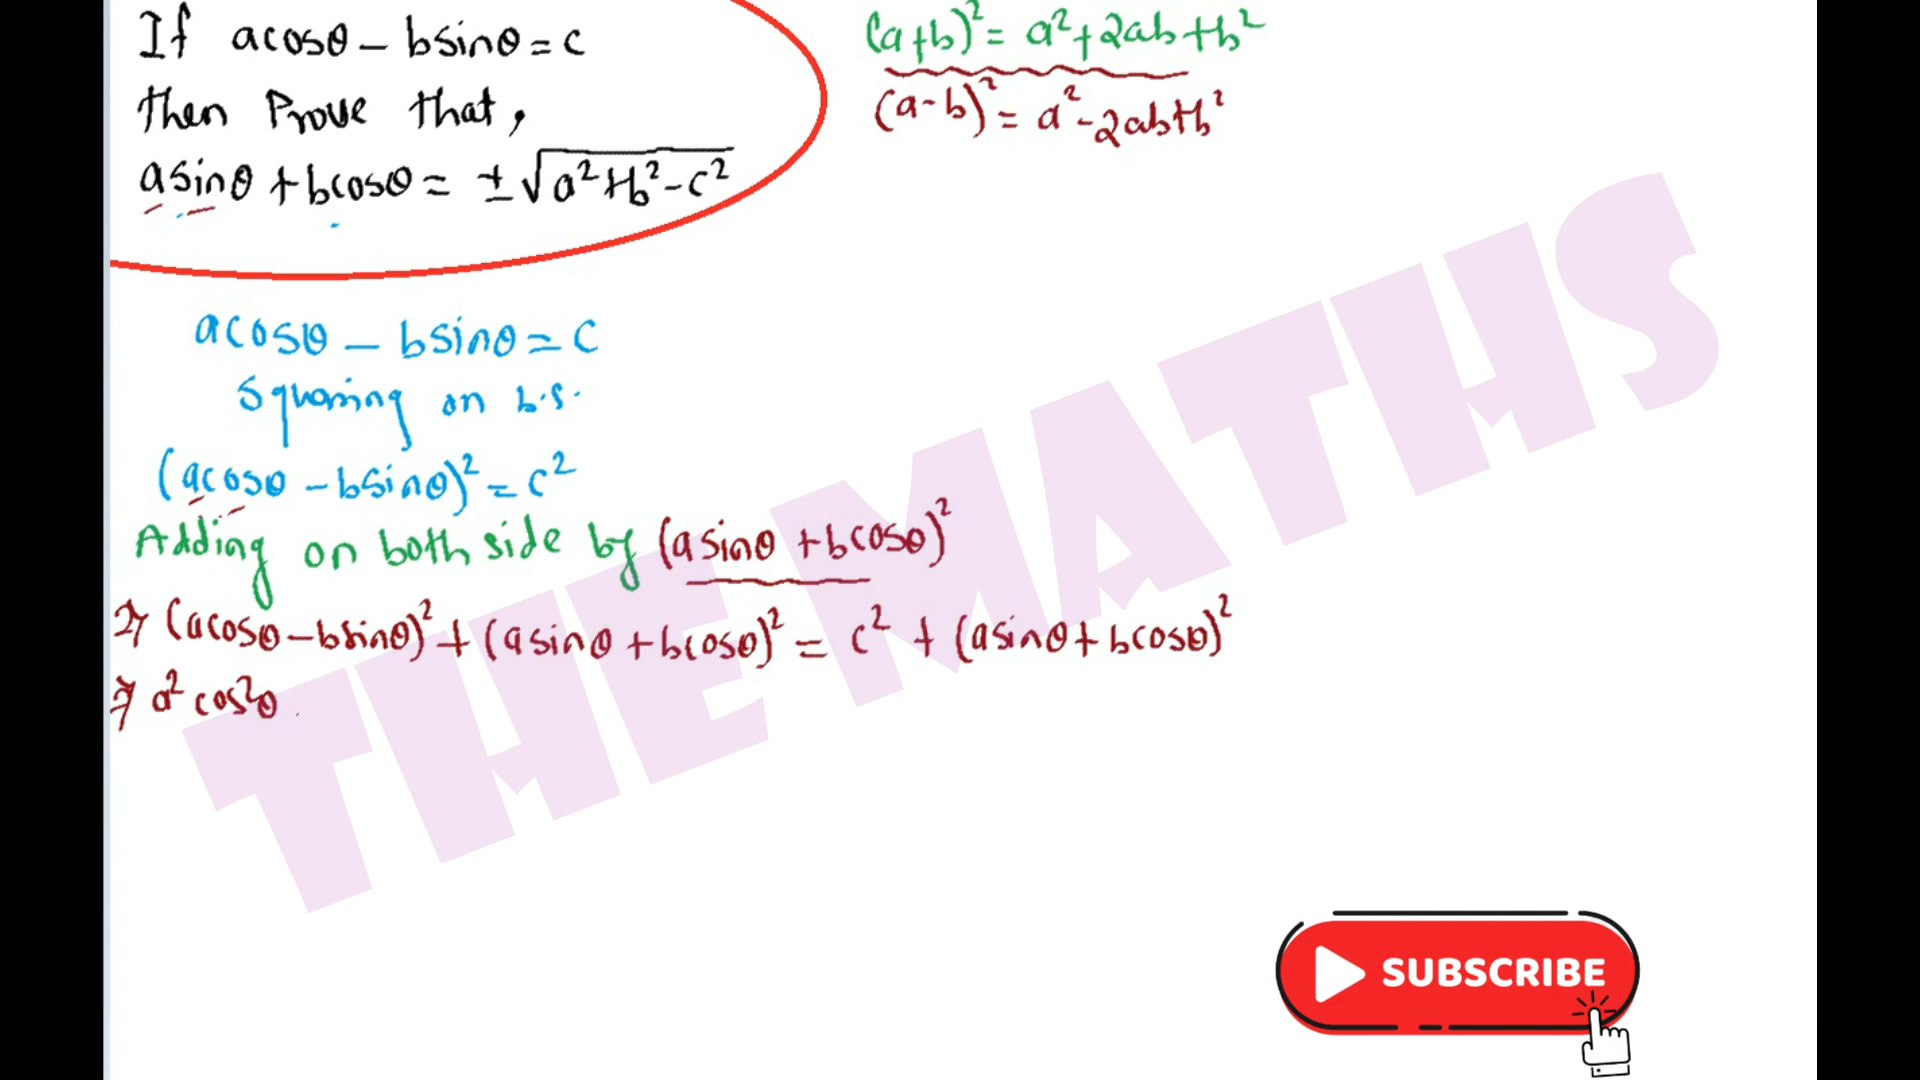 If acosθ - bsinθ = c
then Prove that,
asinθ + bcosθ = ±√a²+b²-c²
(a+b)² = a²+2ab+b²
(a-b)² = a²-2ab+b²
acosθ - bsinθ = c
Squaring on b.s.
(acosθ - bsinθ)² = c²
Adding on both side by (asinθ + bcosθ)²
⇒ (acosθ - bsinθ)² + (asinθ + bcosθ)² = c² + (asinθ + bcosθ)²
⇒ a² cos²θ
THE MATHS
SUBSCRIBE